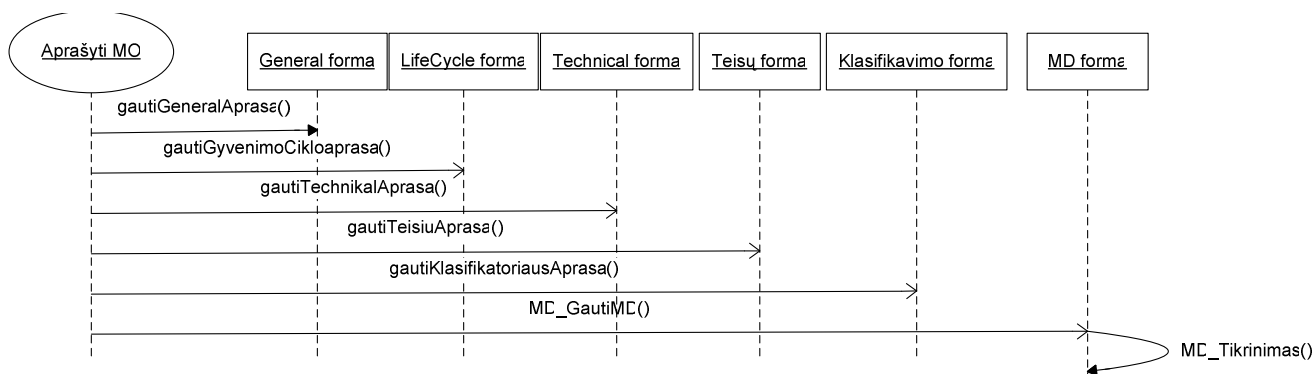 Aprašyti MO
General forma
LifeCycle forma
Technical forma
Teisų forma
Klasifikavimo forma
MD forma
gautiGeneralAprasa()
gautiGyvenimoCikloaprasa()
gautiTechnikalAprasa()
gautiTeisiuAprasa()
gautiKlasifikatoriausAprasa()
MD_GautiMD()
MD_Tikrinimas()